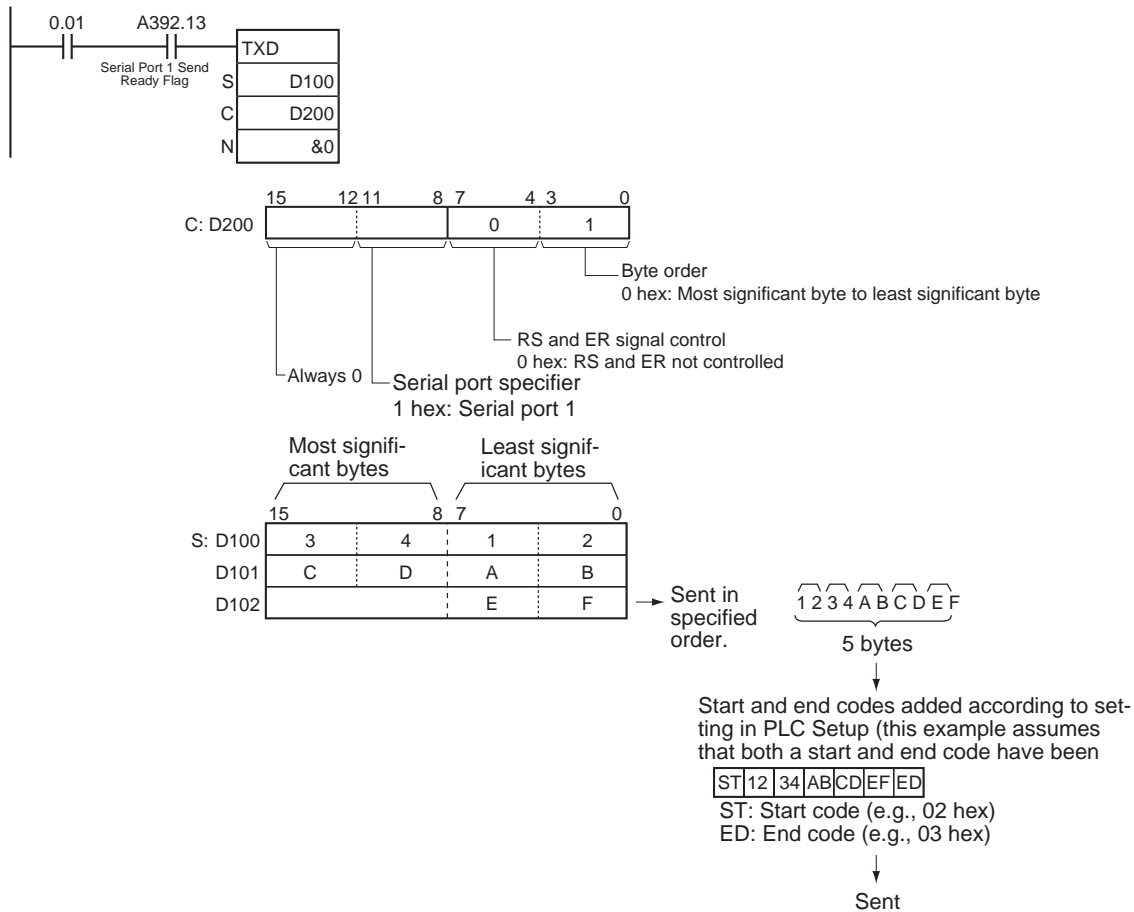 0.01 A392.13
TXD
Serial Port 1 Send
Ready Flag
S D100
C D200
N &0
15 12 11 8 7 4 3 0
C: D200 0 1
Byte order
0 hex: Most significant byte to least significant byte
RS and ER signal control
0 hex: RS and ER not controlled
Always 0
Serial port specifier
1 hex: Serial port 1
Most signifi-
cant bytes
Least signif-
icant bytes
15 8 7 0
S: D100 3 4 1 2
D101 C D A B
D102 E F
Sent in
specified
order.
1 2 3 4 A B C D E F
5 bytes
Start and end codes added according to set-
ting in PLC Setup (this example assumes
that both a start and end code have been
ST 12 34 AB CD EF ED
ST: Start code (e.g., 02 hex)
ED: End code (e.g., 03 hex)
Sent